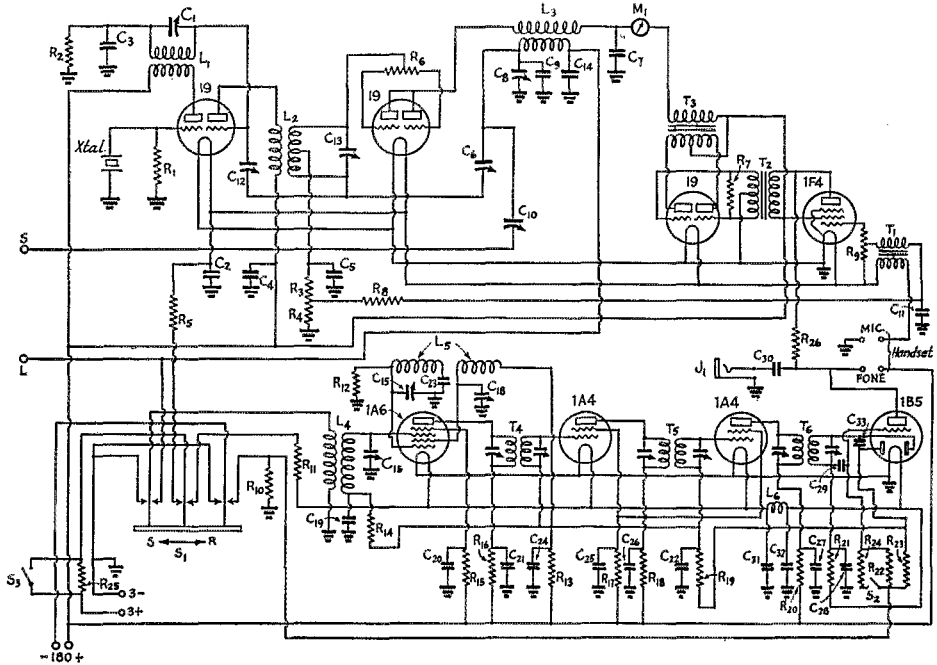 C1
L3
M1
R2
C3
L1
R6
C8
C9
C14
C7
19
19
L2
T3
Xtal.
R1
C12
C13
C6
R7
T2
19
1F4
C10
S
R9
T1
C2
C4
C5
R3
R4
R8
C11
R5
L
MIC
Handset
R26
FONE
J1
C30
L5
R12
C15
C23
C18
1A6
1A4
1A4
1B5
L4
T4
T5
T6
C33
R11
C16
R10
C29
L6
S R
S1
C19
R14
C20
R16
R15
C21
C24
R13
C25
R17
C26
R18
C22
R19
C31
C32
R20
C27
R21
C28
R24
R22
R23
S2
S3
R25
3-
3+
-180+